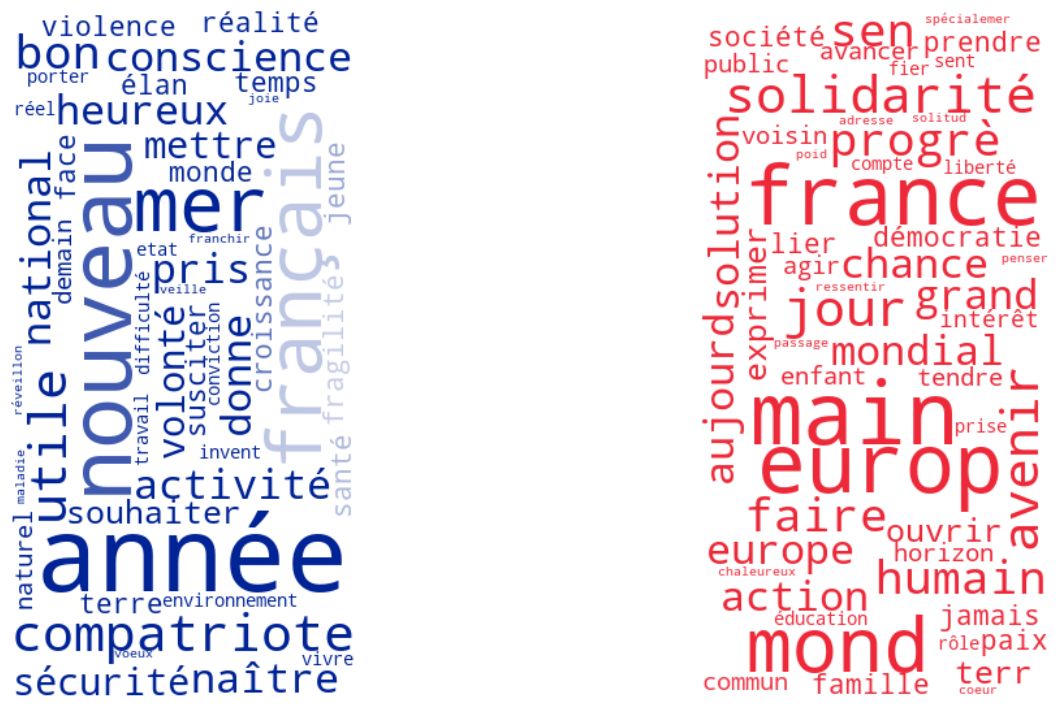 violence
réalité
bon
conscience
porter
élan
temps
joie
réel
heureux
face
mettre
monde
français
jeune
national
nouveau
mer
demain
franchir
etat
pris
veille
croissance
difficulté
volonté
susciter
conviction
donne
fragilité
réveillon
utile
travail
invent
santé
maladie
activité
souhaiter
naturel
année
terre
environnement
compatriote
voeux
vivre
sécurité
naître
spécialemer
société
sen
avancer
prendre
public
fier
sent
solidarité
adresse
solitud
solution
voisin
progrè
poid
compte
liberté
france
lier
démocratie
exprimer
agir
chance
penser
ressentir
jour
grand
intérêt
aujourd
passage
mondial
enfant
tendre
main
prise
avenir
europ
faire
ouvrir
europe
horizon
chaleureux
humain
action
éducation
jamais
mond
rôle
paix
terr
commun
famille
coeur